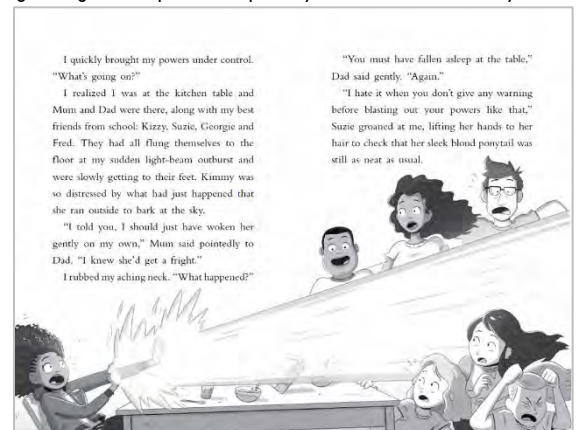 I quickly brought my powers under control.
"What's going on?"
I realized I was at the kitchen table and
Mum and Dad were there, along with my best
friends from school: Kizzy, Suzie, Georgie and
Fred. They had all flung themselves to the
floor at my sudden light-beam outburst and
were slowly getting to their feet. Kimmy was
so distressed by what had just happened that
she ran outside to bark at the sky.
"I told you, I should just have woken her
gently on my own," Mum said pointedly to
Dad. "I knew she'd get a fright."
I rubbed my aching neck. "What happened?"
"You must have fallen asleep at the table,"
Dad said gently. "Again."
"I hate it when you don't give any warning
before blasting out your powers like that,"
Suzie groaned at me, lifting her hands to her
hair to check that her sleek blond ponytail was
still as neat as usual.